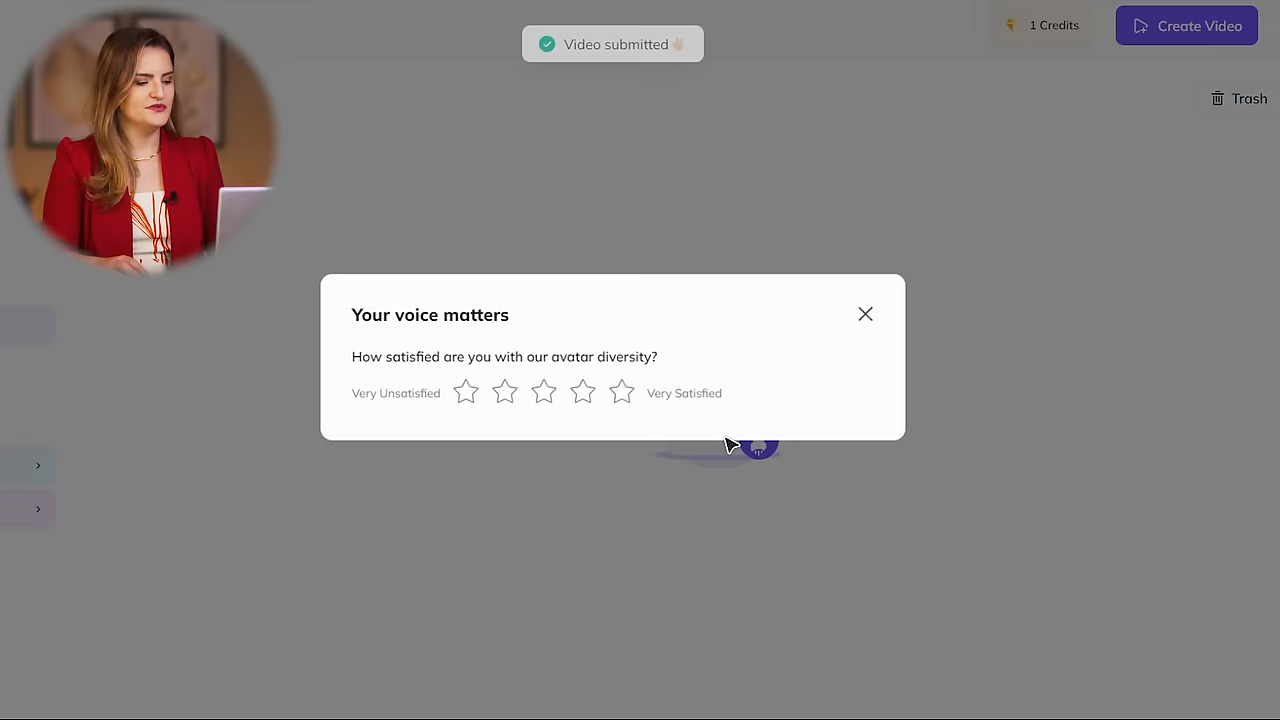 Video submitted
1 Credits
Create Video
Trash
Your voice matters
How satisfied are you with our avatar diversity?
Very Unsatisfied
Very Satisfied